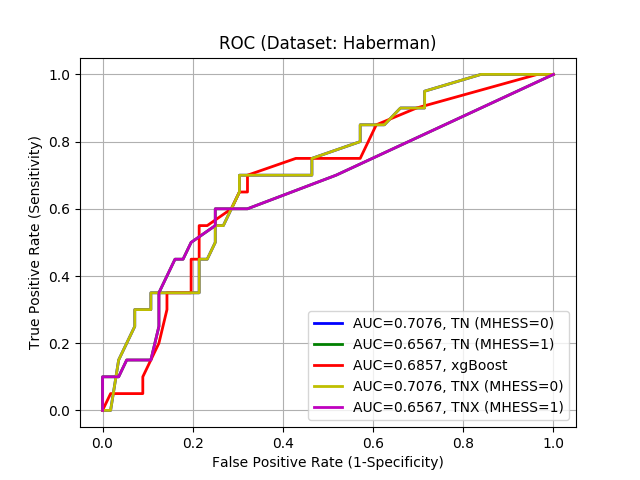 ROC (Dataset: Haberman)
True Positive Rate (Sensitivity)
1.0
0.8
0.6
0.4
0.2
0.0
AUC=0.7076, TN (MHESS=0)
AUC=0.6567, TN (MHESS=1)
AUC=0.6857, xgBoost
AUC=0.7076, TNX (MHESS=0)
AUC=0.6567, TNX (MHESS=1)
0.0 0.2 0.4 0.6 0.8 1.0
False Positive Rate (1-Specificity)